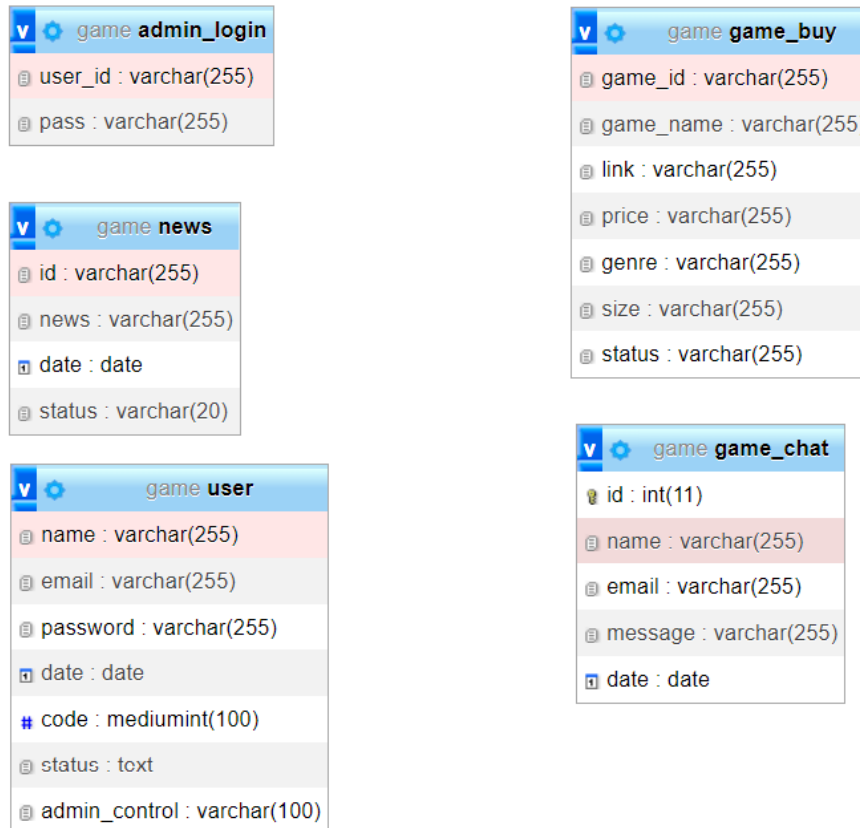 v game admin_login
user_id : varchar(255)
pass : varchar(255)
v game news
id : varchar(255)
news : varchar(255)
date : date
status : varchar(20)
v game user
name : varchar(255)
email : varchar(255)
password : varchar(255)
date : date
# code : mediumint(100)
status : text
admin_control : varchar(100)
v game game_buy
game_id : varchar(255)
game_name : varchar(255
link : varchar(255)
price : varchar(255)
genre : varchar(255)
size : varchar(255)
status : varchar(255)
v game game_chat
id : int(11)
name : varchar(255)
email : varchar(255)
message : varchar(255)
date : date